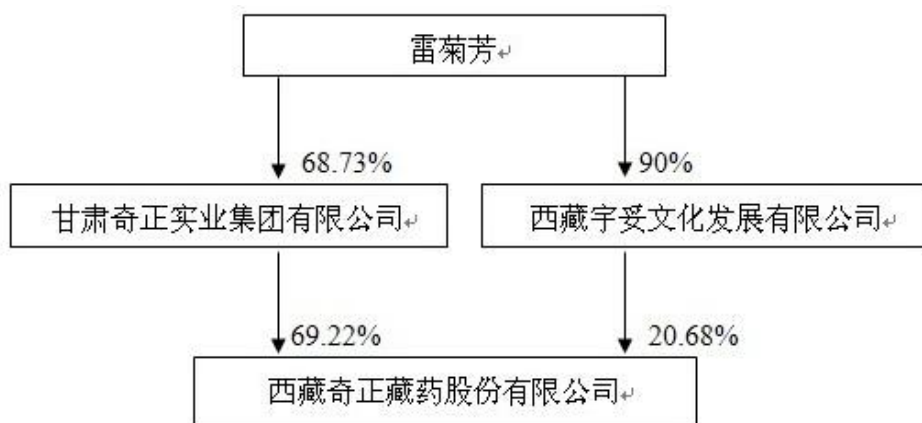 雷菊芳
68.73%
90%
甘肃奇正实业集团有限公司
西藏宇妥文化发展有限公司
69.22%
20.68%
西藏奇正藏药股份有限公司